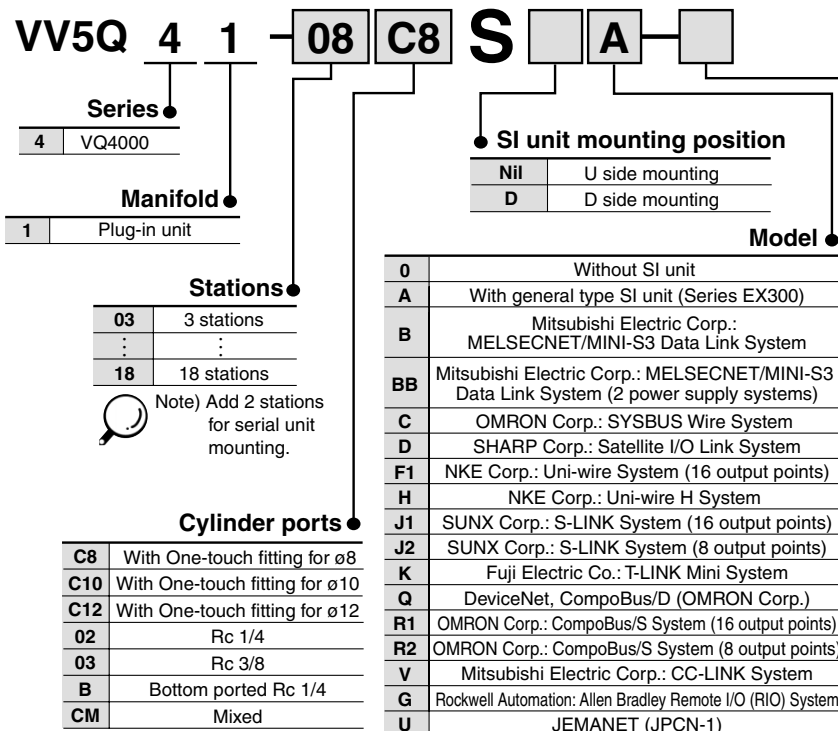 VV5Q 4 1 - 08 C8 S A -
Series
4 VQ4000
Manifold
1 Plug-in unit
Stations
03 3 stations
⋮ ⋮
18 18 stations
Note) Add 2 stations
for serial unit
mounting.
Cylinder ports
C8 With One-touch fitting for ø8
C10 With One-touch fitting for ø10
C12 With One-touch fitting for ø12
02 Rc 1/4
03 Rc 3/8
B Bottom ported Rc 1/4
CM Mixed
SI unit mounting position
Nil U side mounting
D D side mounting
Model
0 Without SI unit
A With general type SI unit (Series EX300)
B Mitsubishi Electric Corp.:
MELSECNET/MINI-S3 Data Link System
BB Mitsubishi Electric Corp.: MELSECNET/MINI-S3
Data Link System (2 power supply systems)
C OMRON Corp.: SYSBUS Wire System
D SHARP Corp.: Satellite I/O Link System
F1 NKE Corp.: Uni-wire System (16 output points)
H NKE Corp.: Uni-wire H System
J1 SUNX Corp.: S-LINK System (16 output points)
J2 SUNX Corp.: S-LINK System (8 output points)
K Fuji Electric Co.: T-LINK Mini System
Q DeviceNet, CompoBus/D (OMRON Corp.)
R1 OMRON Corp.: CompoBus/S System (16 output points)
R2 OMRON Corp.: CompoBus/S System (8 output points)
V Mitsubishi Electric Corp.: CC-LINK System
G Rockwell Automation: Allen Bradley Remote I/O (RIO) System
U JEMANET (JPCN-1)